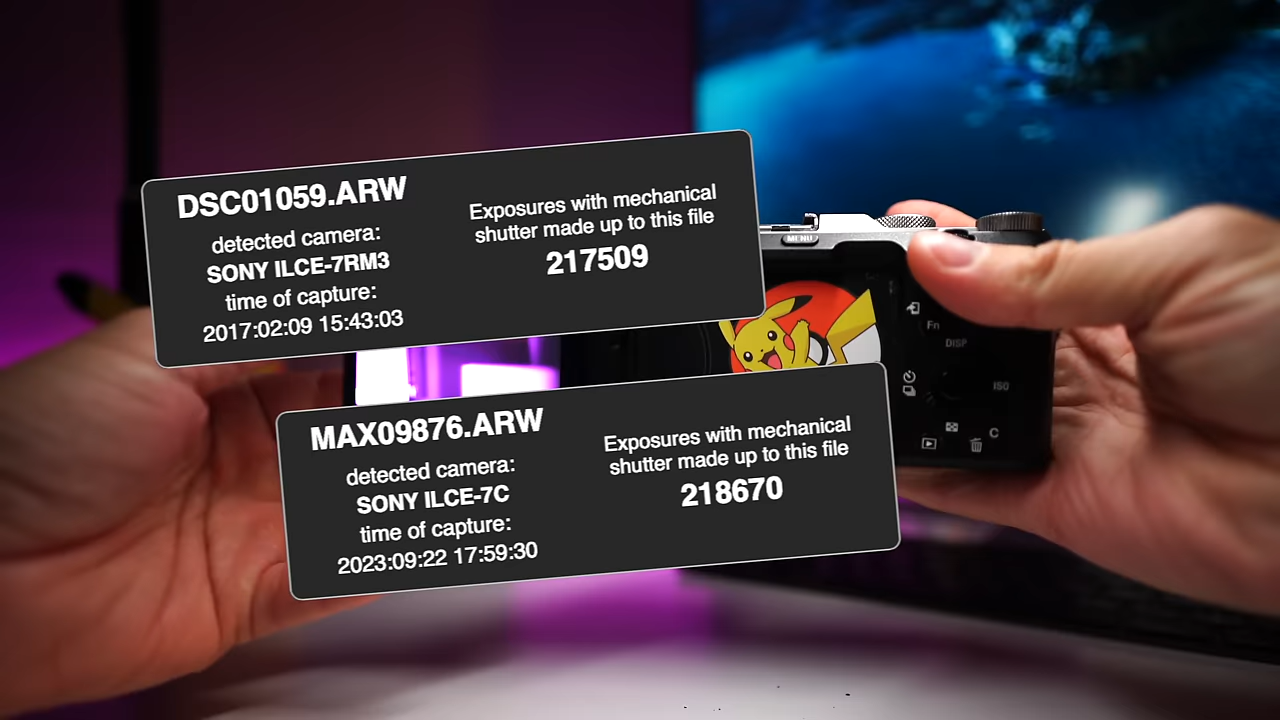 DSC01059.ARW
detected camera:
SONY ILCE-7RM3
time of capture:
2017:02:09 15:43:03
Exposures with mechanical
shutter made up to this file
217509
MENU
Fn
DISP
ISO
C
MAX09876.ARW
detected camera:
SONY ILCE-7C
time of capture:
2023:09:22 17:59:30
Exposures with mechanical
shutter made up to this file
218670